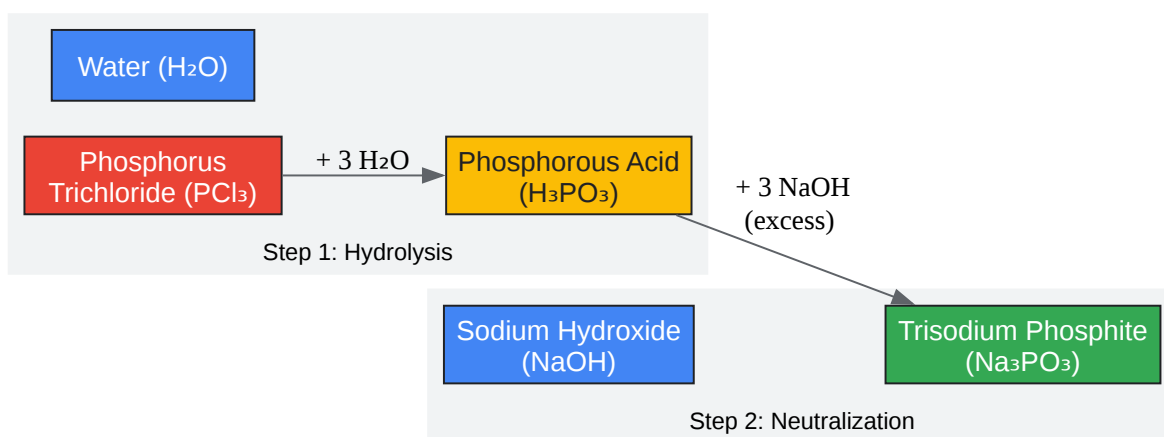 Water (H₂O)
Phosphorus
Trichloride (PCl₃)
+ 3 H₂O
Phosphorous Acid
(H₃PO₃)
Step 1: Hydrolysis
+ 3 NaOH
(excess)
Sodium Hydroxide
(NaOH)
Trisodium Phosphite
(Na₃PO₃)
Step 2: Neutralization